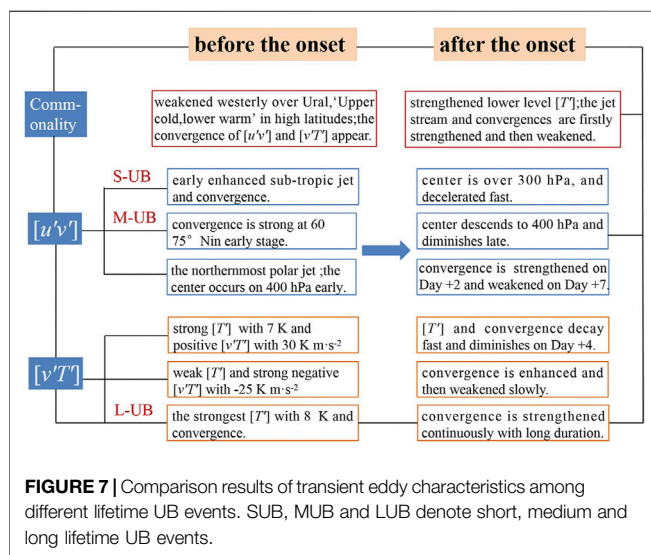 before the onset
after the onset
Comm-
onality
weakened westerly over Ural,‘Upper
cold,lower warm’ in high latitudes;the
convergence of [u'v'] and [v'T'] appear.
strengthened lower level [T'];the jet
stream and convergences are firstly
strengthened and then weakened.
S-UB
early enhanced sub-tropic jet
and convergence.
center is over 300 hPa, and
decelerated fast.
M-UB
[u'v']
convergence is strong at 60
75° Nin early stage.
center descends to 400 hPa and
diminishes late.
the northernmost polar jet ;the
center occurs on 400 hPa early.
convergence is strengthened on
Day +2 and weakened on Day +7.
strong [T'] with 7 K and
positive [v'T'] with 30 K m·s-2
[T'] and convergence decay
fast and diminishes on Day +4.
[v'T']
weak [T'] and strong negative
[v'T'] with -25 K m·s-2
convergence is enhanced and
then weakened slowly.
L-UB
the strongest [T'] with 8 K and
convergence.
convergence is strengthened
continuously with long duration.
FIGURE 7 | Comparison results of transient eddy characteristics among
different lifetime UB events. SUB, MUB and LUB denote short, medium and
long lifetime UB events.